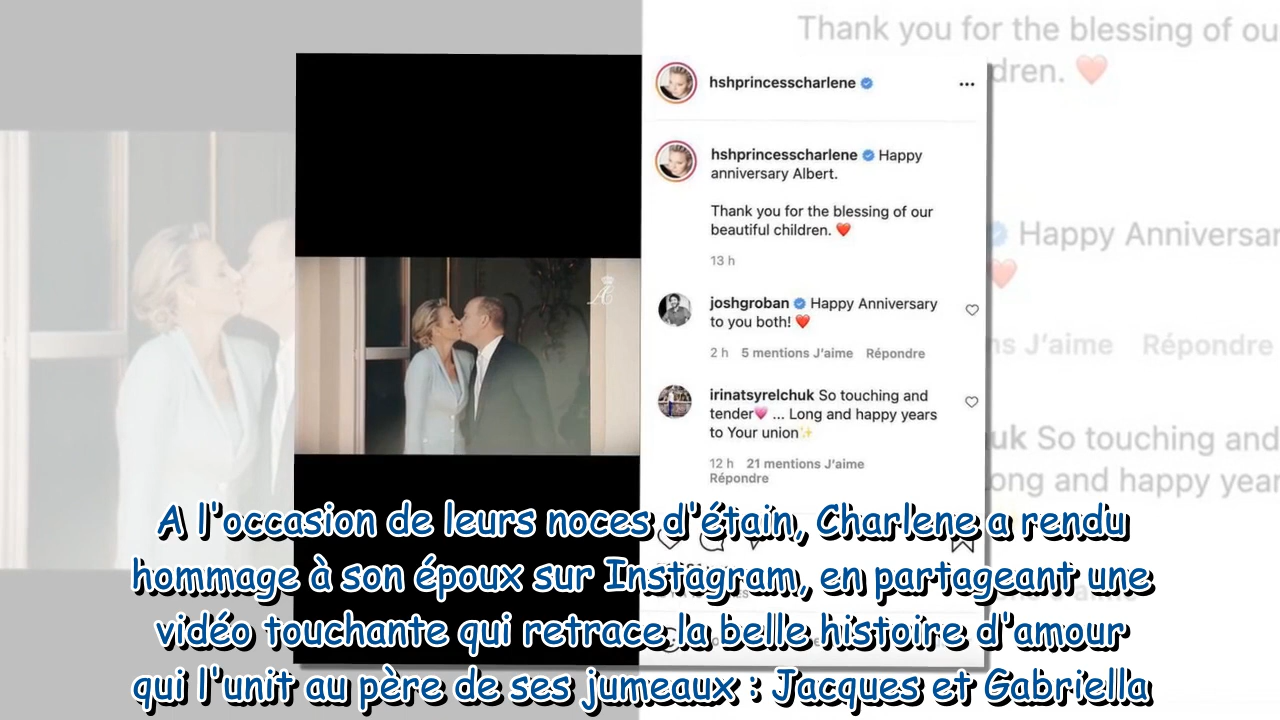 Thank you for the blessing of ou
dren. ❤️
hshprincesscharlene
hshprincesscharlene Happy
anniversary Albert.
Thank you for the blessing of our
beautiful children. ❤️
13 h
Happy Anniversar
joshgroban Happy Anniversary
to you both! ❤️
2 h 5 mentions J'aime Répondre
ns J'aime Répondre
irinatsyrelchuk So touching and
tender💗 ... Long and happy years
to Your union✨
12 h 21 mentions J'aime
Répondre
uk So touching and
ong and happy year
A l'occasion de leurs noces d'étain, Charlene a rendu
hommage à son époux sur Instagram, en partageant une
vidéo touchante qui retrace la belle histoire d'amour
qui l'unit au père de ses jumeaux : Jacques et Gabriella